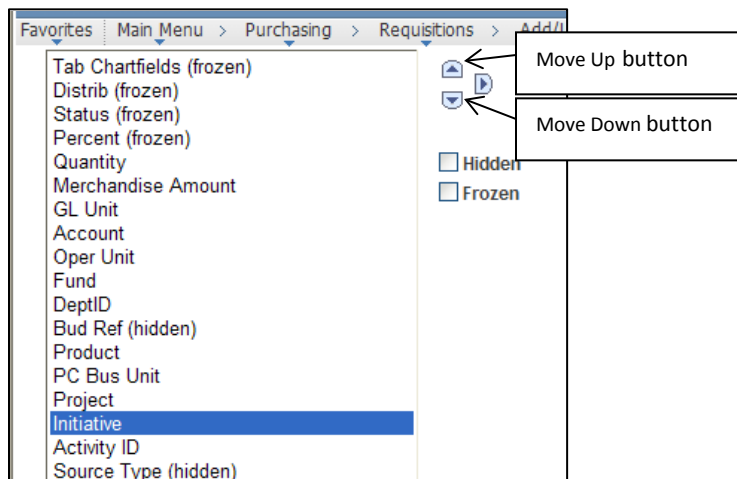 Favorites Main Menu > Purchasing > Requisitions >
Move Up button
Move Down button
Tab Chartfields (frozen)
Distrib (frozen)
Status (frozen)
Percent (frozen)
Quantity
Merchandise Amount
GL Unit
Account
Oper Unit
Fund
DeptID
Bud Ref (hidden)
Product
PC Bus Unit
Project
Initiative
Activity ID
Source Type (hidden)
Hidden
Frozen